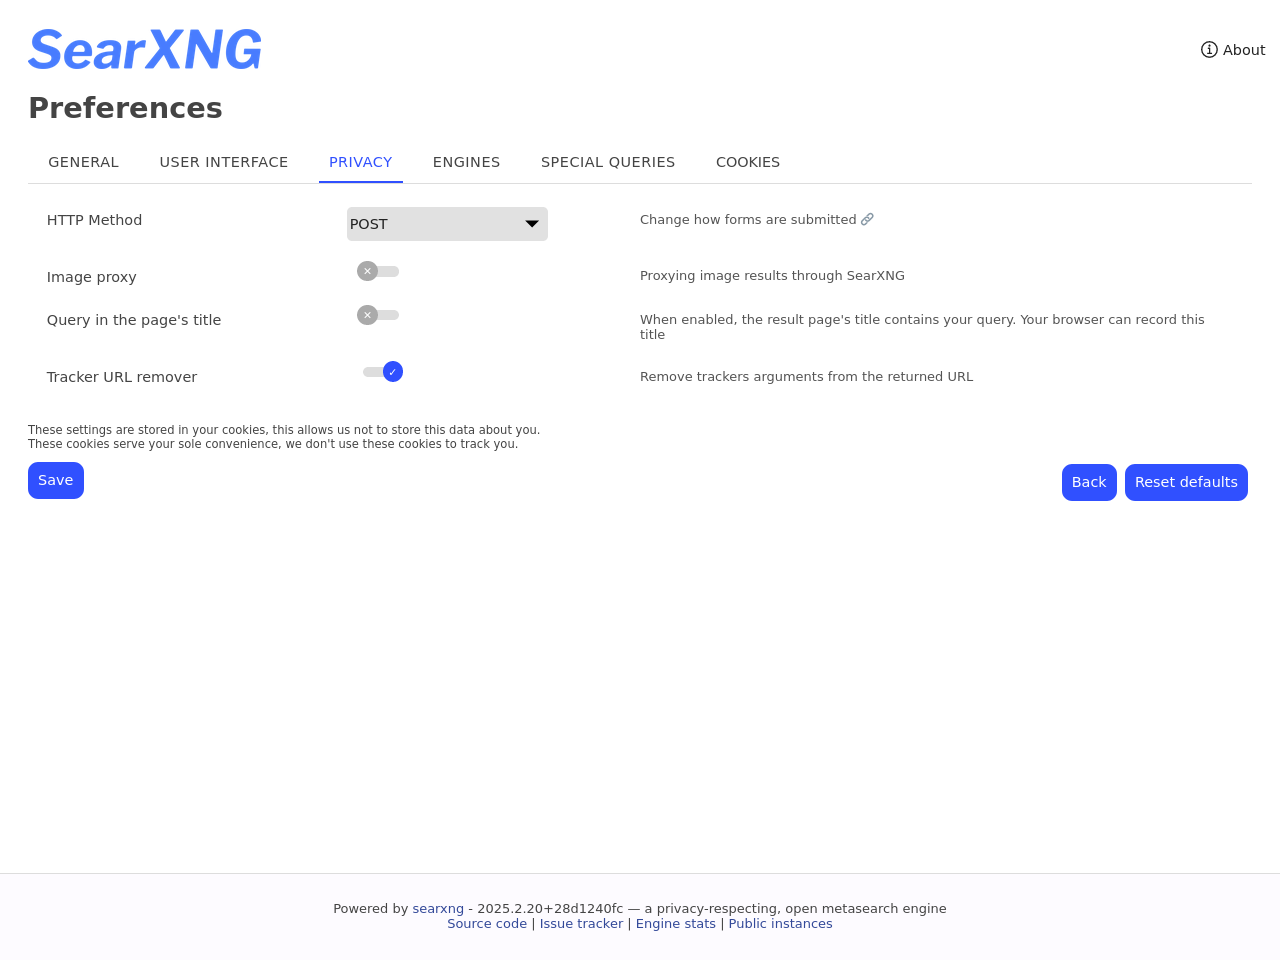 SearXNG
About
Preferences
GENERAL USER INTERFACE PRIVACY ENGINES SPECIAL QUERIES COOKIES
HTTP Method
POST
Change how forms are submitted
Image proxy
Proxying image results through SearXNG
Query in the page's title
When enabled, the result page's title contains your query. Your browser can record this
title
Tracker URL remover
Remove trackers arguments from the returned URL
These settings are stored in your cookies, this allows us not to store this data about you.
These cookies serve your sole convenience, we don't use these cookies to track you.
Save
Back
Reset defaults
Powered by searxng - 2025.2.20+28d1240fc — a privacy-respecting, open metasearch engine
Source code | Issue tracker | Engine stats | Public instances